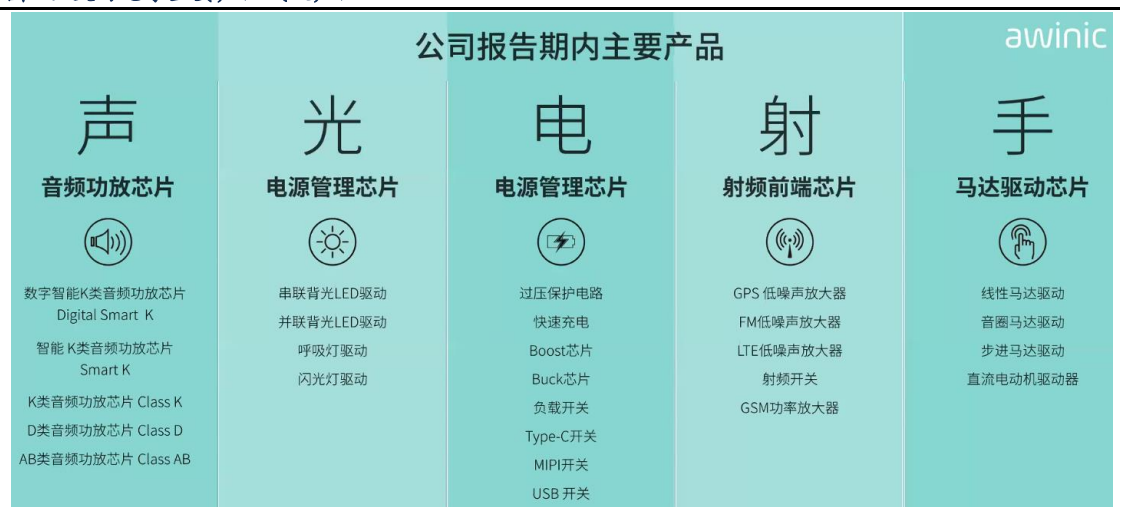 公司报告期内主要产品
awinic
声
音频功放芯片
数字智能K类音频功放芯片
Digital Smart K
智能 K类音频功放芯片
Smart K
K类音频功放芯片 Class K
D类音频功放芯片 Class D
AB类音频功放芯片 Class AB
光
电源管理芯片
串联背光LED驱动
并联背光LED驱动
呼吸灯驱动
闪光灯驱动
电
电源管理芯片
过压保护电路
快速充电
Boost芯片
Buck芯片
负载开关
Type-C开关
MIPI开关
USB 开关
射
射频前端芯片
GPS 低噪声放大器
FM低噪声放大器
LTE低噪声放大器
射频开关
GSM功率放大器
手
马达驱动芯片
线性马达驱动
音圈马达驱动
步进马达驱动
直流电动机驱动器